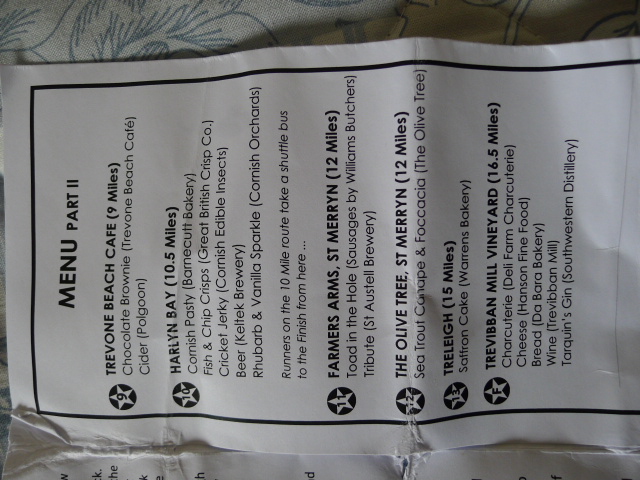 MENU PART II
9 TREVONE BEACH CAFE (9 Miles)
Chocolate Brownie (Trevone Beach Café)
Cider (Polgoon)
10 HARLYN BAY (10.5 Miles)
Cornish Pasty (Barnecutt Bakery)
Fish & Chip Crisps (Great British Crisp Co.)
Cricket Jerky (Cornish Edible Insects)
Beer (Keltek Brewery)
Rhubarb & Vanilla Sparkle (Cornish Orchards)
Runners on the 10 Mile route take a shuttle bus
to the Finish from here ...
11 FARMERS ARMS, ST MERRYN (12 Miles)
Toad in the Hole (Sausages by Williams Butchers)
Tribute (St Austell Brewery)
12 THE OLIVE TREE, ST MERRYN (12 Miles)
Sea Trout Canape & Foccacia (The Olive Tree)
13 TRELEIGH (15 Miles)
Saffron Cake (Warrens Bakery)
F TREVIBBAN MILL VINEYARD (16.5 Miles)
Charcuterie (Deli Farm Charcuterie)
Cheese (Hanson Fine Food)
Bread (Da Bara Bakery)
Wine (Trevibban Mill)
Tarquin's Gin (Southwestern Distillery)